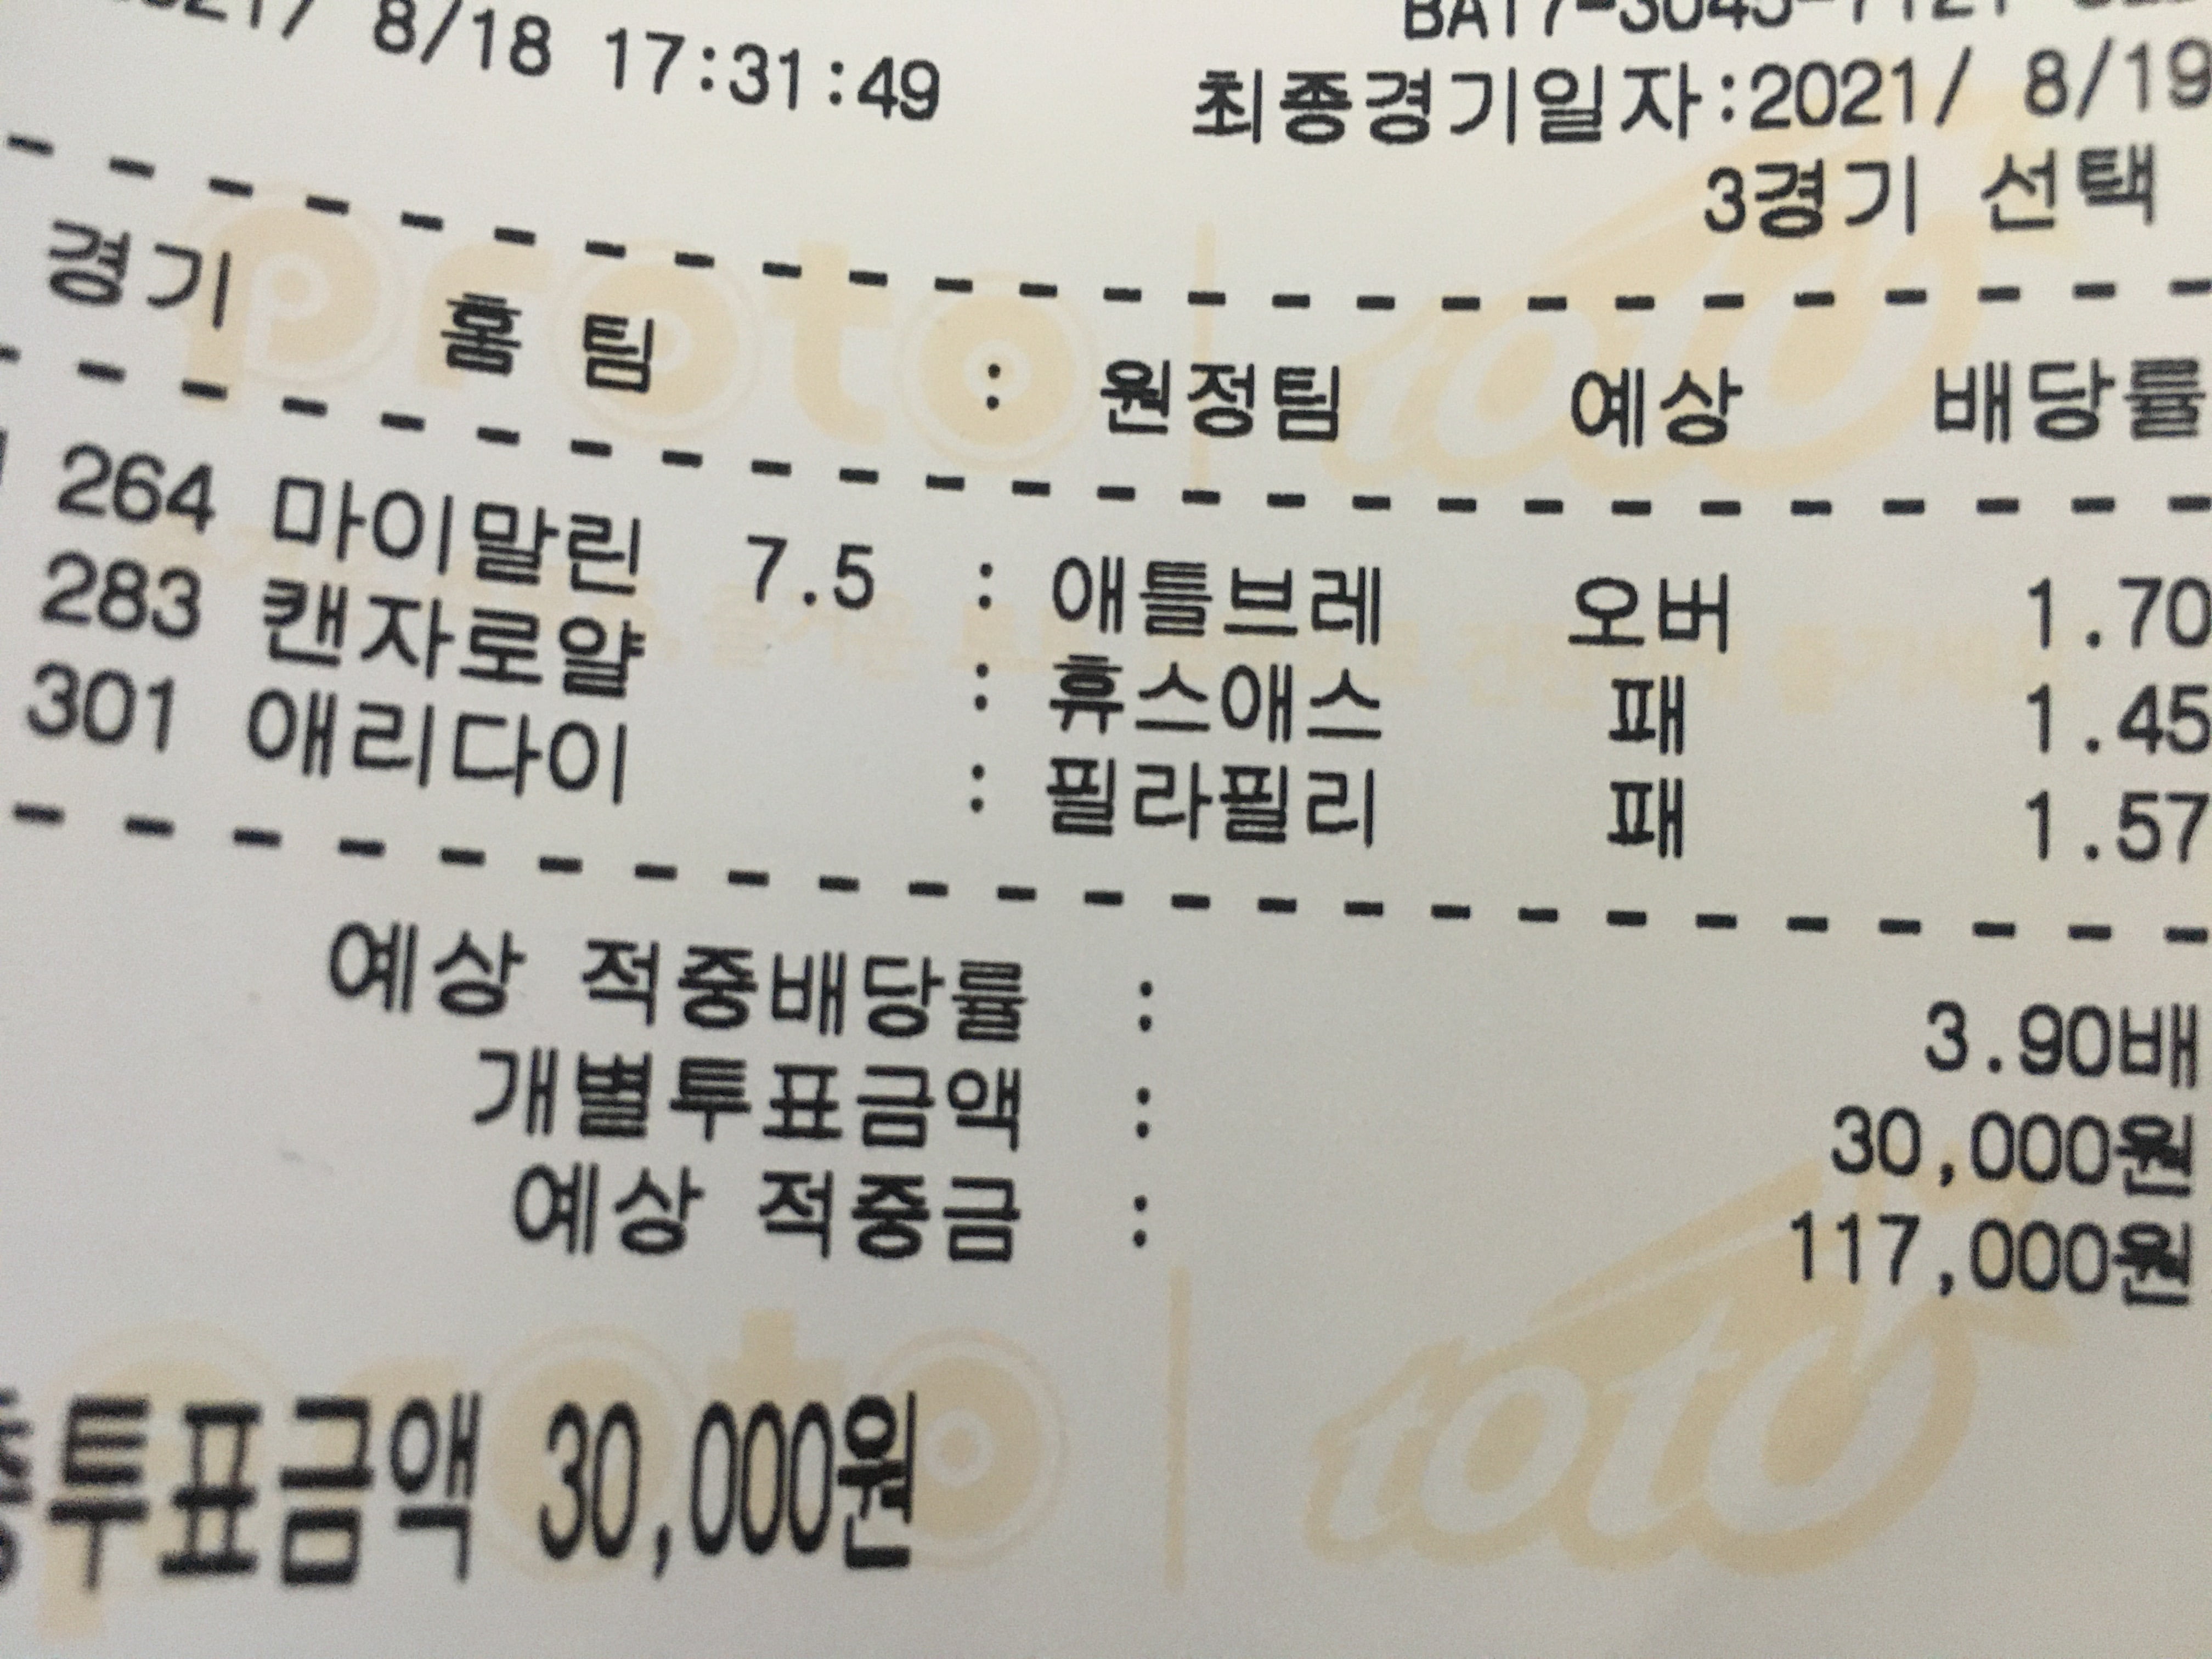 8/18 17:31:49
최종경기일자:2021/ 8/19
3경기 선택
경기 홈 팀 : 원정팀 예상 배당률
264 마이말린 7.5 : 애틀브레 오버 1.70
283 캔자로얄 : 휴스애스 패 1.45
301 애리다이 : 필라필리 패 1.57
예상 적중배당률 : 3.90배
개별투표금액 : 30,000원
예상 적중금 : 117,000원
총투표금액 30,000원
proto toto
proto toto